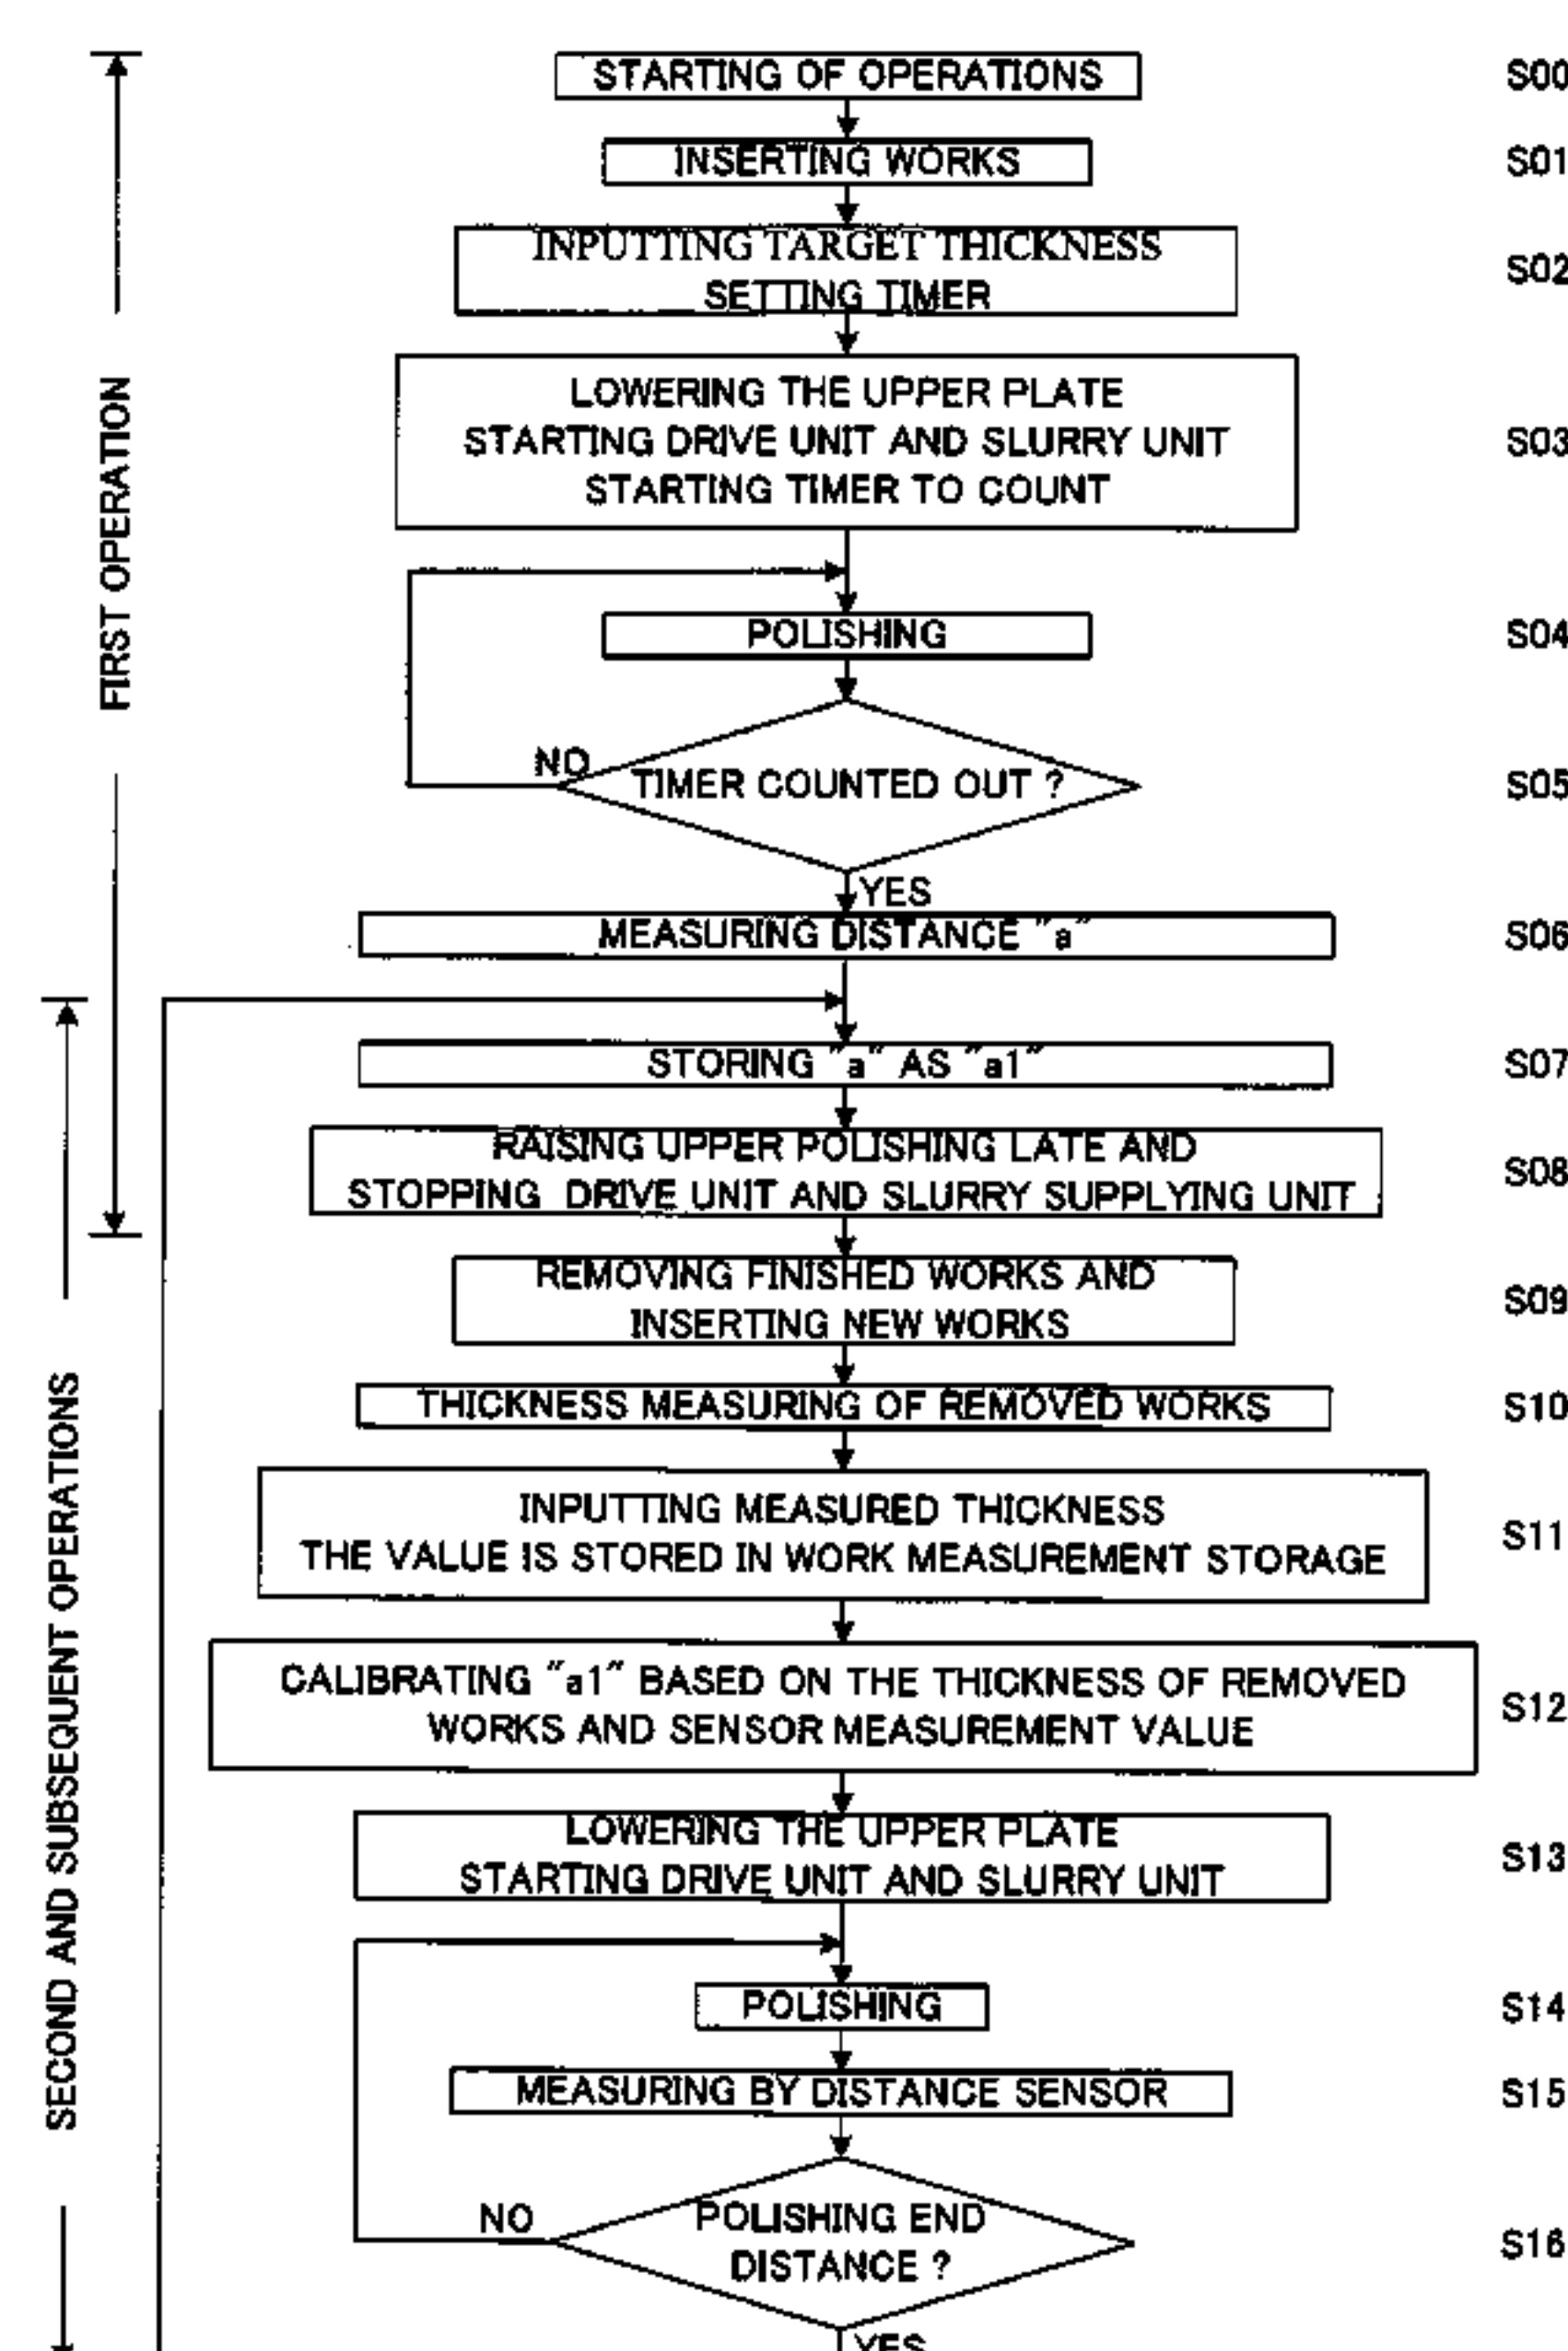 STARTING OF OPERATIONS
S00
INSERTING WORKS
S01
INPUTTING TARGET THICKNESS
SETTING TIMER
S02
LOWERING THE UPPER PLATE
STARTING DRIVE UNIT AND SLURRY UNIT
STARTING TIMER TO COUNT
S03
FIRST OPERATION
POLISHING
S04
NO
TIMER COUNTED OUT ?
S05
YES
MEASURING DISTANCE "a"
S06
STORING "a" AS "a1"
S07
RAISING UPPER POLISHING LATE AND
STOPPING DRIVE UNIT AND SLURRY SUPPLYING UNIT
S08
REMOVING FINISHED WORKS AND
INSERTING NEW WORKS
S09
THICKNESS MEASURING OF REMOVED WORKS
S10
INPUTTING MEASURED THICKNESS
THE VALUE IS STORED IN WORK MEASUREMENT STORAGE
S11
SECOND AND SUBSEQUENT OPERATIONS
CALIBRATING "a1" BASED ON THE THICKNESS OF REMOVED
WORKS AND SENSOR MEASUREMENT VALUE
S12
LOWERING THE UPPER PLATE
STARTING DRIVE UNIT AND SLURRY UNIT
S13
POLISHING
S14
MEASURING BY DISTANCE SENSOR
S15
NO
POLISHING END
DISTANCE ?
S16
YES